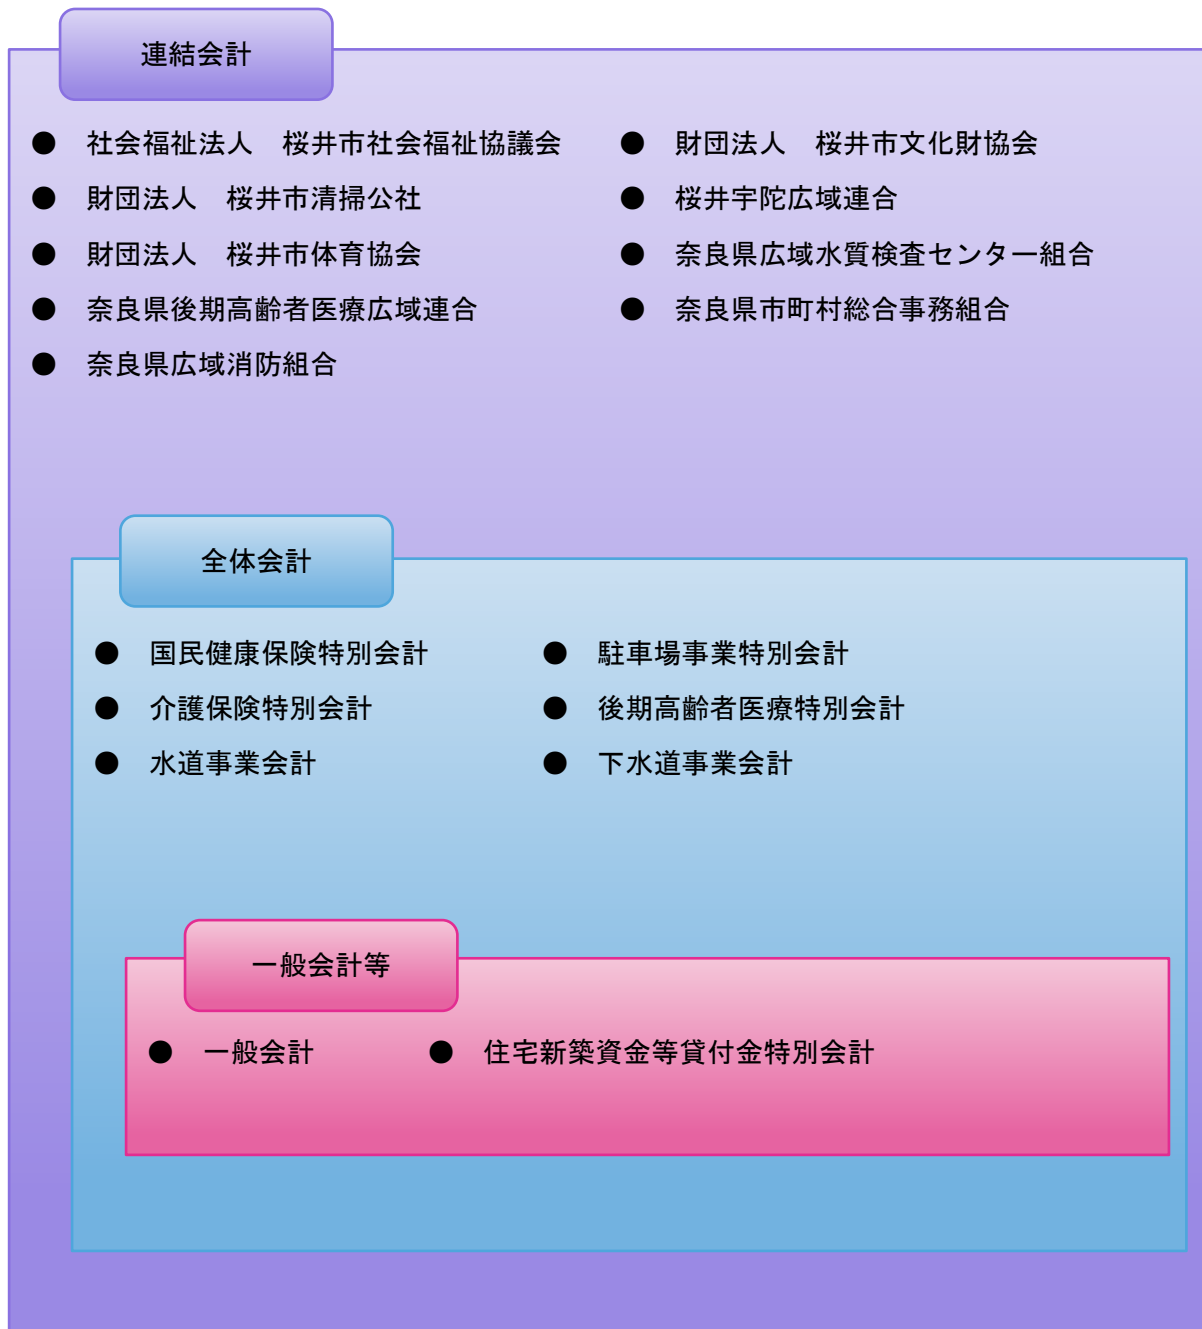 連結会計
● 社会福祉法人　桜井市社会福祉協議会 ● 財団法人　桜井市文化財協会
● 財団法人　桜井市清掃公社 ● 桜井宇陀広域連合
● 財団法人　桜井市体育協会 ● 奈良県広域水質検査センター組合
● 奈良県後期高齢者医療広域連合 ● 奈良県市町村総合事務組合
● 奈良県広域消防組合
全体会計
● 国民健康保険特別会計 ● 駐車場事業特別会計
● 介護保険特別会計 ● 後期高齢者医療特別会計
● 水道事業会計 ● 下水道事業会計
一般会計等
● 一般会計 ● 住宅新築資金等貸付金特別会計